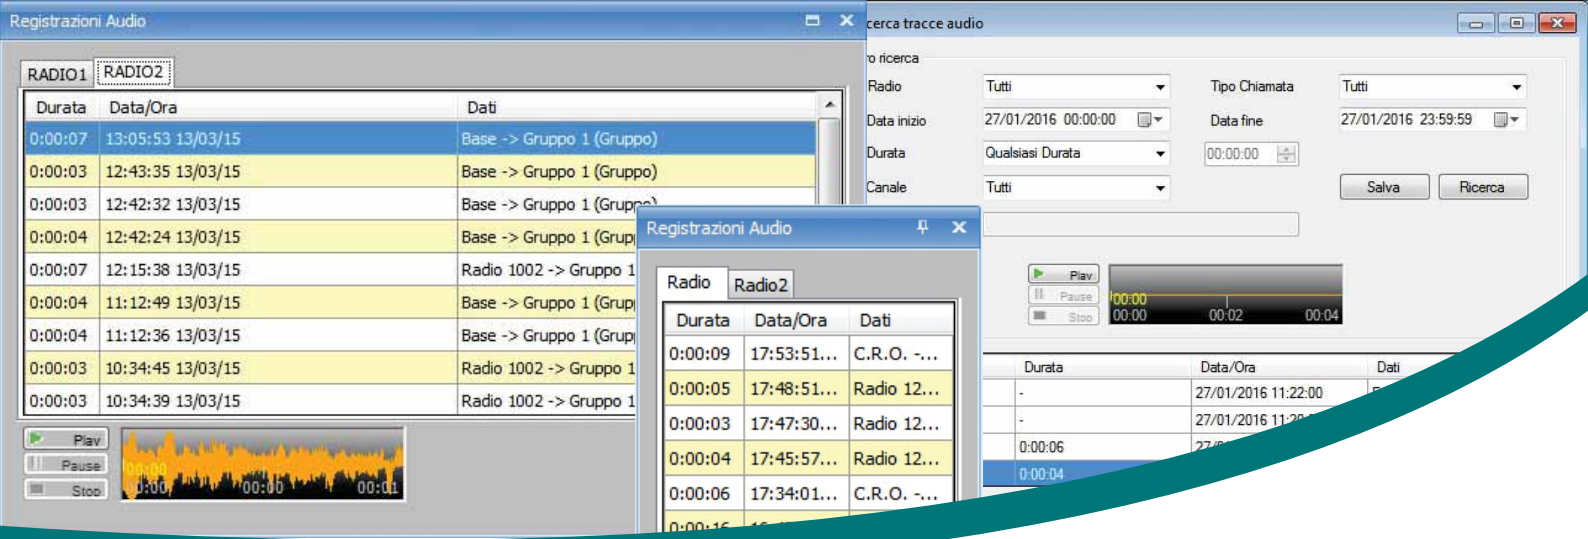 Registrazioni Audio
RADIO1 RADIO2
Durata Data/Ora Dati
0:00:07 13:05:53 13/03/15 Base -> Gruppo 1 (Gruppo)
0:00:03 12:43:35 13/03/15 Base -> Gruppo 1 (Gruppo)
0:00:03 12:42:32 13/03/15 Base -> Gruppo 1
0:00:04 12:42:24 13/03/15 Base -> Gruppo 1
0:00:07 12:15:38 13/03/15 Radio 1002 -> Gruppo 1
0:00:04 11:12:49 13/03/15 Base -> Gruppo 1
0:00:04 11:12:36 13/03/15 Base -> Gruppo 1
0:00:03 10:34:45 13/03/15 Radio 1002 -> Gruppo 1
0:00:03 10:34:39 13/03/15 Radio 1002 -> Gruppo 1
Play
Pause
Stop
00:00
00:00 00:00 00:01
Registrazioni Audio
Radio Radio2
Durata Data/Ora Dati
0:00:09 17:53:51... C.R.O. -...
0:00:05 17:48:51... Radio 12...
0:00:03 17:47:30... Radio 12...
0:00:04 17:45:57... Radio 12...
0:00:06 17:34:01... C.R.O. -...
0:00:16
cerca tracce audio
ro ricerca
Radio Tutti Tipo Chiamata Tutti
Data inizio 27/01/2016 00:00:00 Data fine 27/01/2016 23:59:59
Durata Qualsiasi Durata 00:00:00
Canale Tutti Salva Ricerca
Play
Pause
Stop
00:00
00:00 00:02 00:04
Durata Data/Ora Dati
- 27/01/2016 11:22:00
- 27/01/2016
0:00:06
0:00:04